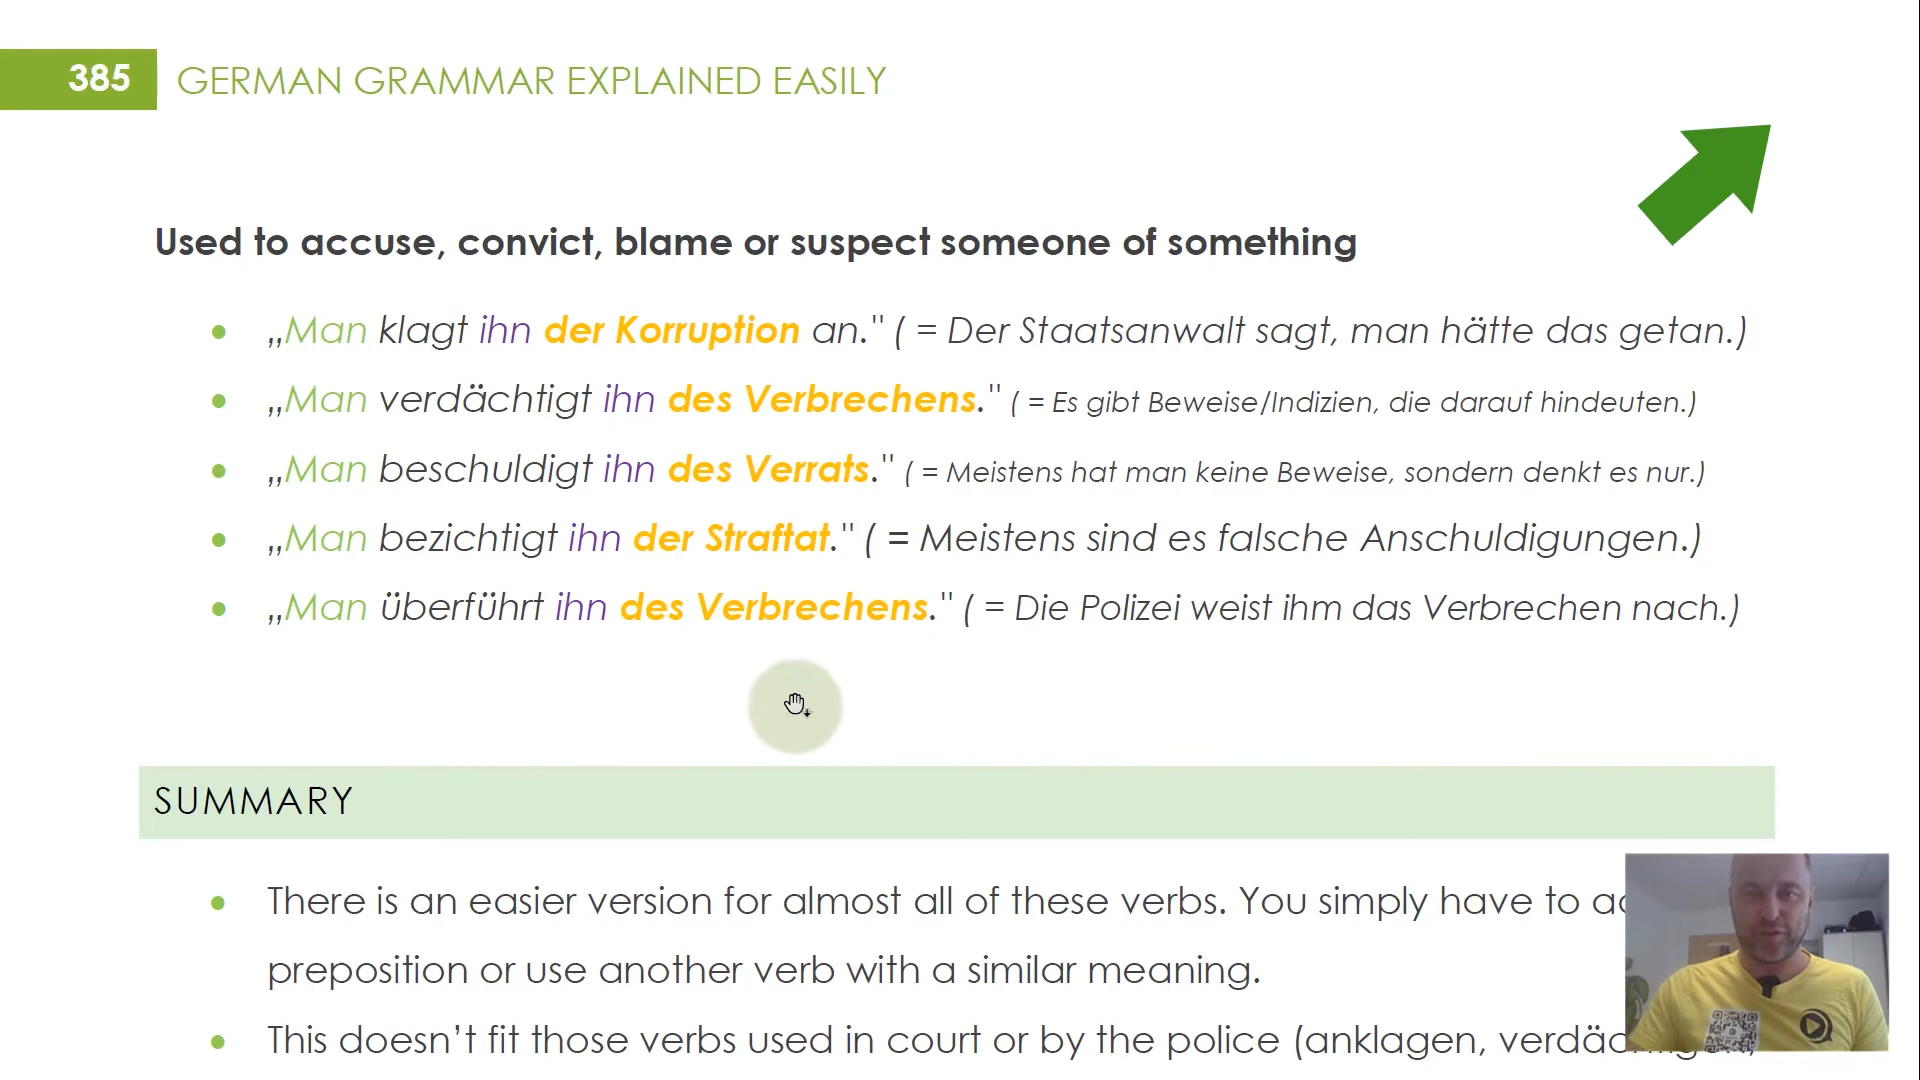 385 GERMAN GRAMMAR EXPLAINED EASILY
Used to accuse, convict, blame or suspect someone of something
• „Man klagt ihn der Korruption an." ( = Der Staatsanwalt sagt, man hätte das getan.)
• „Man verdächtigt ihn des Verbrechens." ( = Es gibt Beweise/Indizien, die darauf hindeuten.)
• „Man beschuldigt ihn des Verrats." ( = Meistens hat man keine Beweise, sondern denkt es nur.)
• „Man bezichtigt ihn der Straftat." ( = Meistens sind es falsche Anschuldigungen.)
• „Man überführt ihn des Verbrechens." ( = Die Polizei weist ihm das Verbrechen nach.)
SUMMARY
• There is an easier version for almost all of these verbs. You simply have to
preposition or use another verb with a similar meaning.
• This doesn’t fit those verbs used in court or by the police (anklagen,